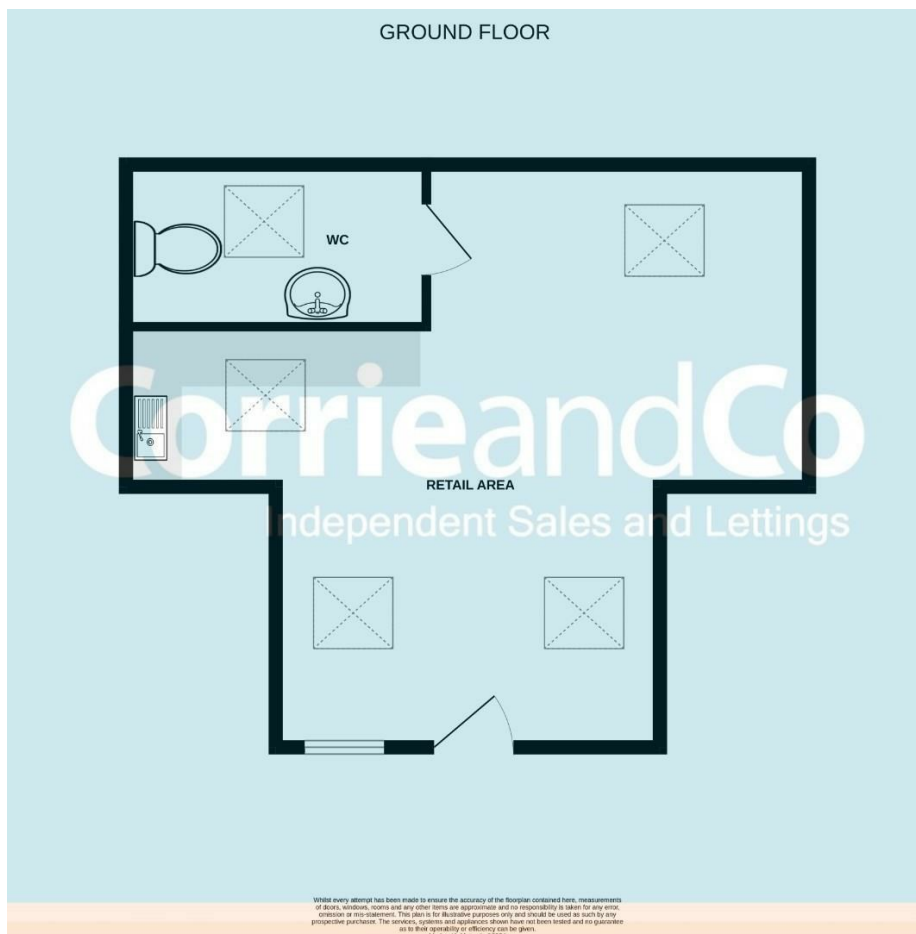 GROUND FLOOR
WC
CorrieandCo
RETAIL AREA
Independent Sales and Lettings
Whilst every attempt has been made to ensure the accuracy of the floorplan contained here, measurements
of doors, windows, rooms and any other items are approximate and no responsibility is taken for any error,
omission or mis-statement. This plan is for illustrative purposes only and should be used as such by any
prospective purchaser. The services, systems and appliances shown have not been tested and no guarantee
as to their operability or efficiency can be given.